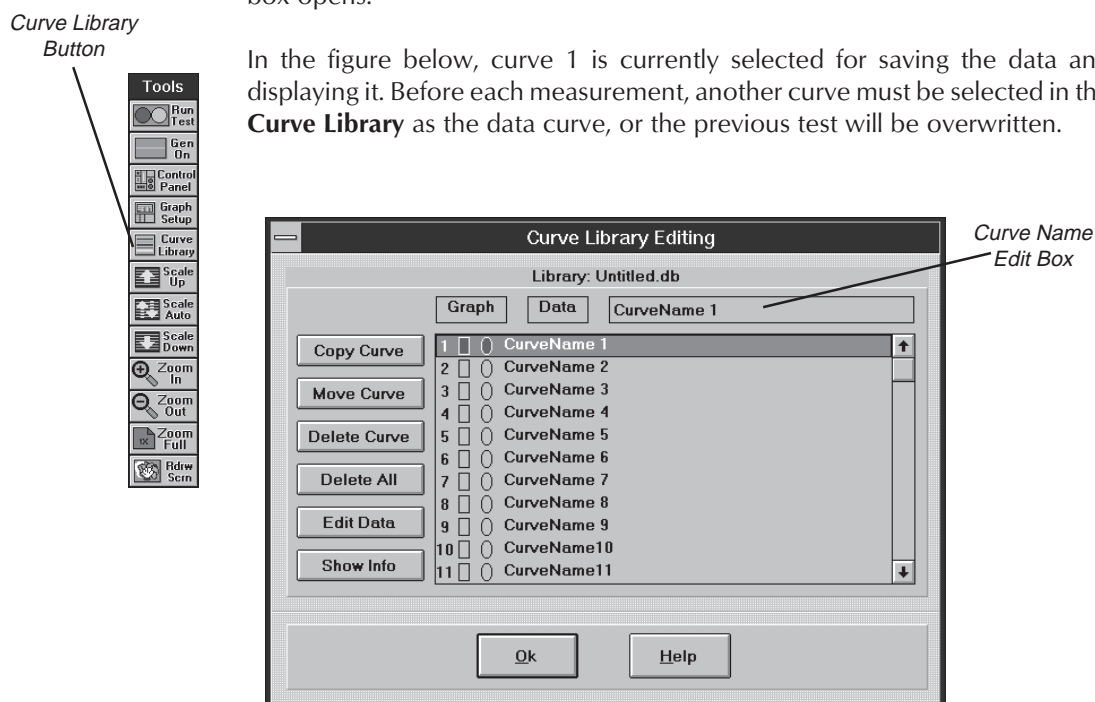 box opens.
Curve Library
Button
In the figure below, curve 1 is currently selected for saving the data an
displaying it. Before each measurement, another curve must be selected in th
Curve Library as the data curve, or the previous test will be overwritten.
Tools
Run
Test
Gen
On
Control
Panel
Graph
Setup
Curve
Library
Scale
Up
Scale
Auto
Scale
Down
Zoom
In
Zoom
Out
1x
Zoom
Full
Rdrw
Scrn
Curve Library Editing
Curve Name
Edit Box
Library: Untitled.db
Graph Data CurveName 1
Copy Curve
Move Curve
Delete Curve
Delete All
Edit Data
Show Info
1 CurveName 1
2 CurveName 2
3 CurveName 3
4 CurveName 4
5 CurveName 5
6 CurveName 6
7 CurveName 7
8 CurveName 8
9 CurveName 9
10 CurveName10
11 CurveName11
Ok Help